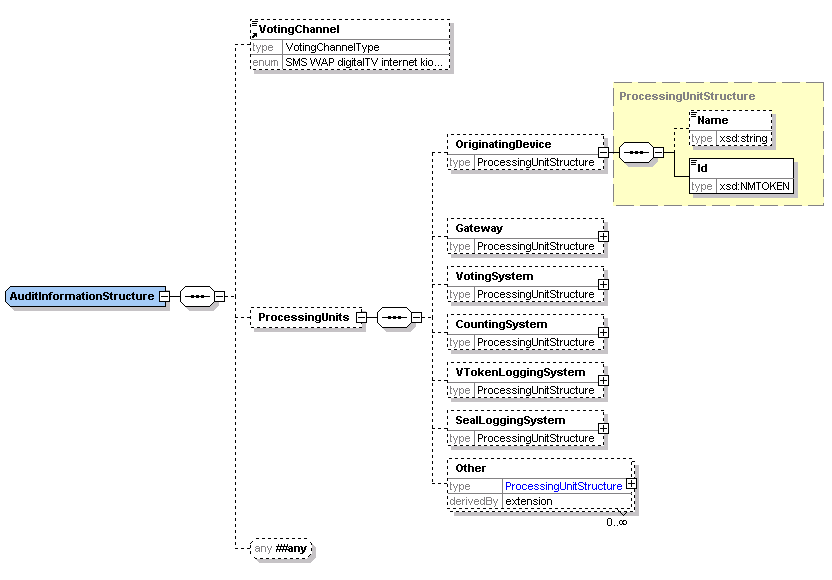 VotingChannel
type VotingChannelType
enum SMS WAP digitalTV internet kio...
ProcessingUnitStructure
Name
type xsd:string
Id
type xsd:NMTOKEN
OriginatingDevice
type ProcessingUnitStructure
Gateway
type ProcessingUnitStructure
VotingSystem
type ProcessingUnitStructure
AuditInformationStructure
ProcessingUnits
CountingSystem
type ProcessingUnitStructure
VTokenLoggingSystem
type ProcessingUnitStructure
SealLoggingSystem
type ProcessingUnitStructure
Other
type ProcessingUnitStructure
derivedBy extension
0..∞
any ##any